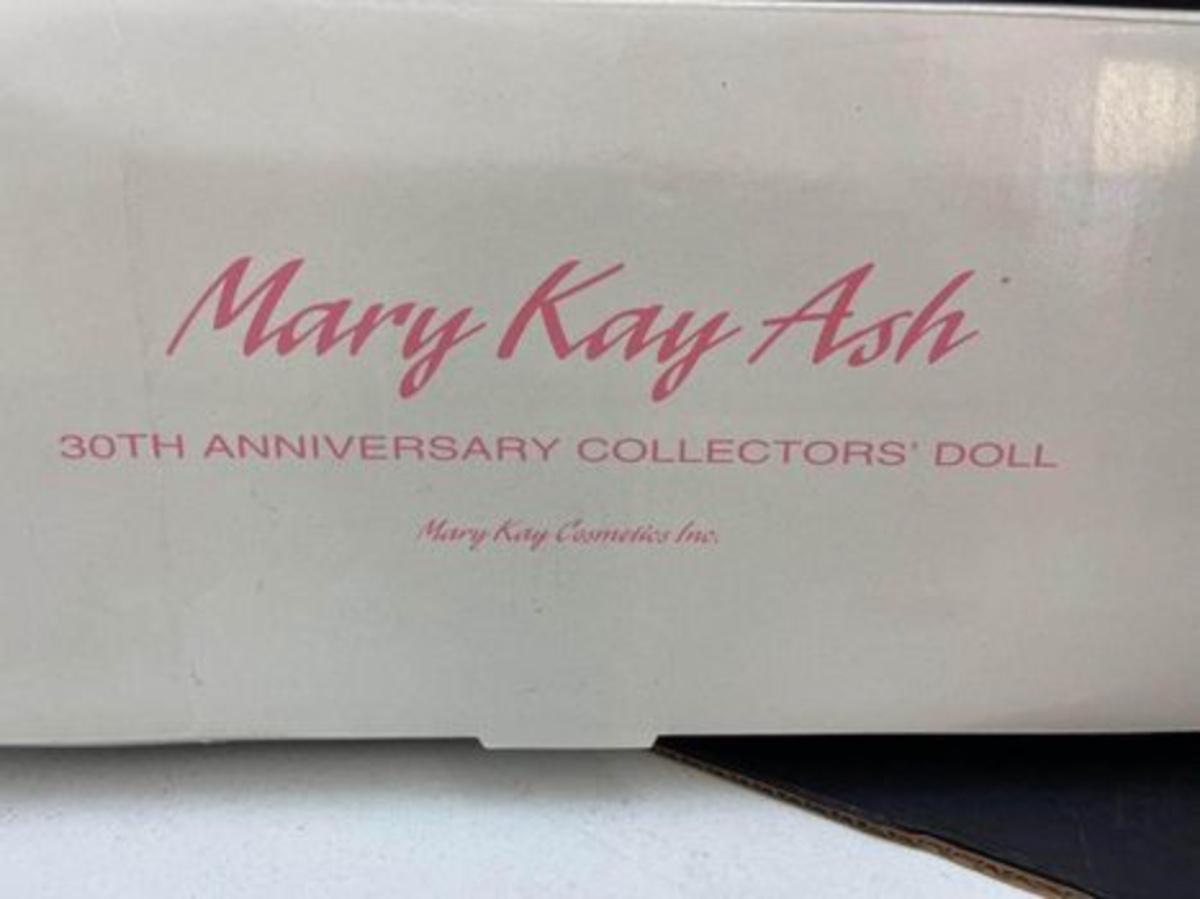 Mary Kay Ash
30TH ANNIVERSARY COLLECTORS' DOLL
Mary Kay Cosmetics Inc.